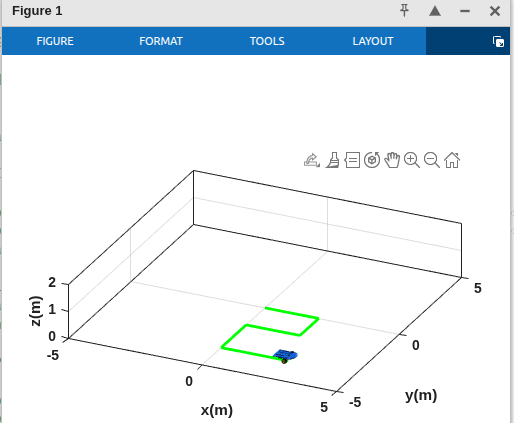 Figure 1
FIGURE FORMAT TOOLS LAYOUT
2
1
0
z(m)
-5
0
5
x(m)
-5
0
5
y(m)